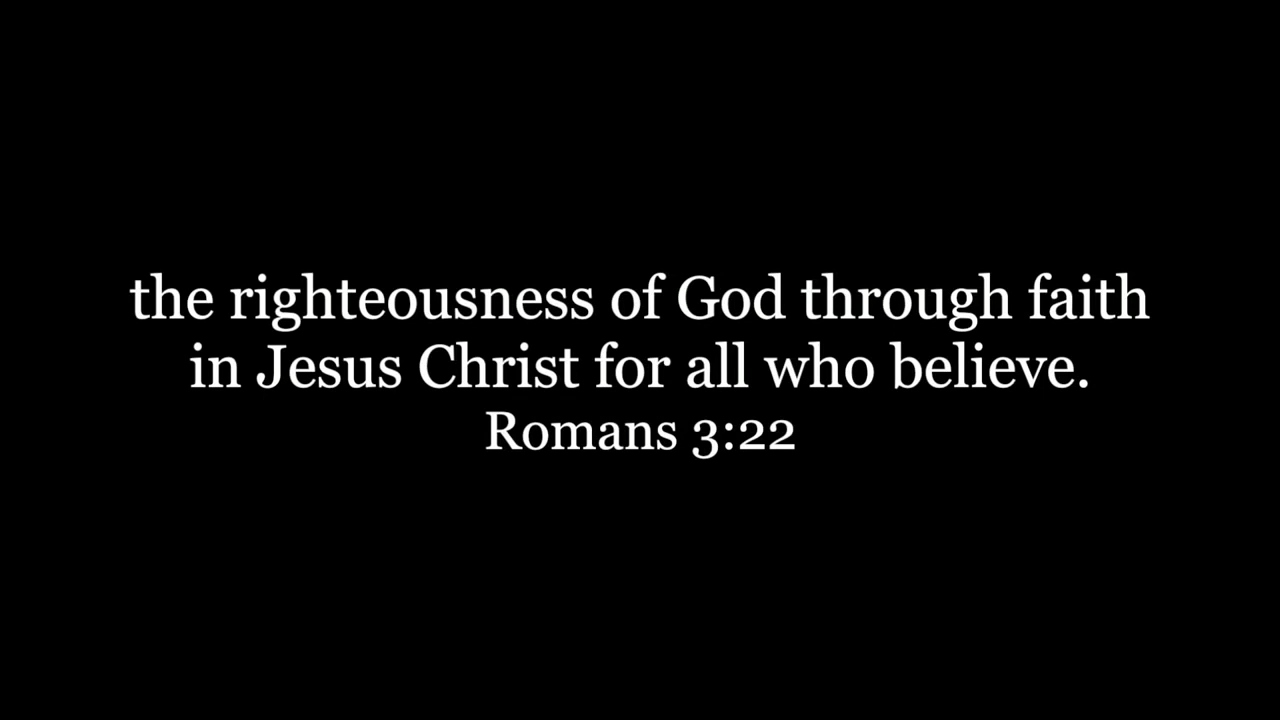 the righteousness of God through faith
in Jesus Christ for all who believe.
Romans 3:22